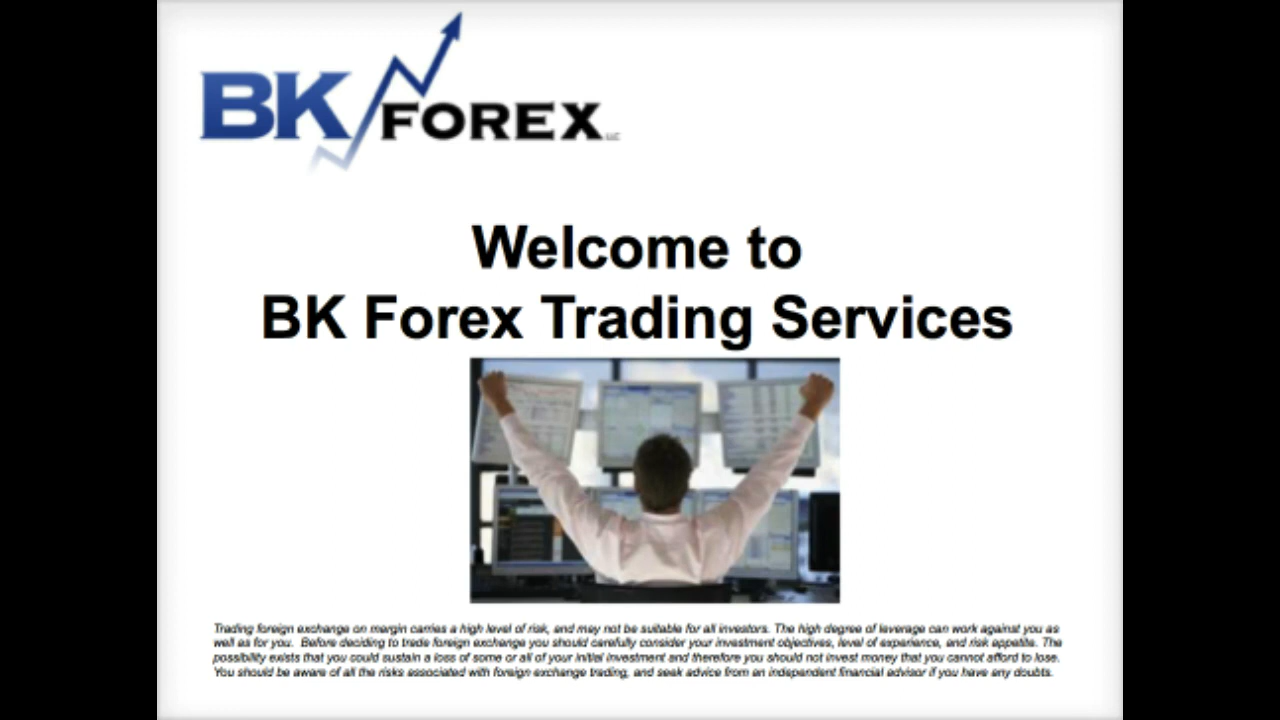 BK FOREX LLC
Welcome to
BK Forex Trading Services
Trading foreign exchange on margin carries a high level of risk, and may not be suitable for all investors. The high degree of leverage can work against you as
well as for you. Before deciding to trade foreign exchange you should carefully consider your investment objectives, level of experience, and risk appetite. The
possibility exists that you could sustain a loss of some or all of your initial investment and therefore you should not invest money that you cannot afford to lose.
You should be aware of all the risks associated with foreign exchange trading, and seek advice from an independent financial advisor if you have any doubts.